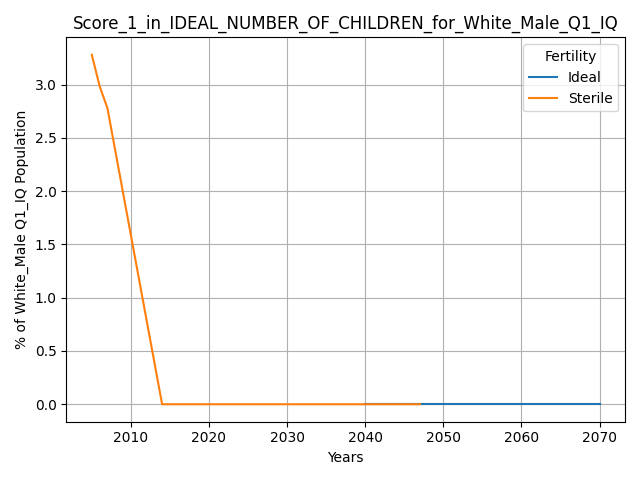 Score_1_in_IDEAL_NUMBER_OF_CHILDREN_for_White_Male_Q1_IQ
Fertility
Ideal
Sterile
% of White_Male Q1_IQ Population
3.0
2.5
2.0
1.5
1.0
0.5
0.0
2010 2020 2030 2040 2050 2060 2070
Years